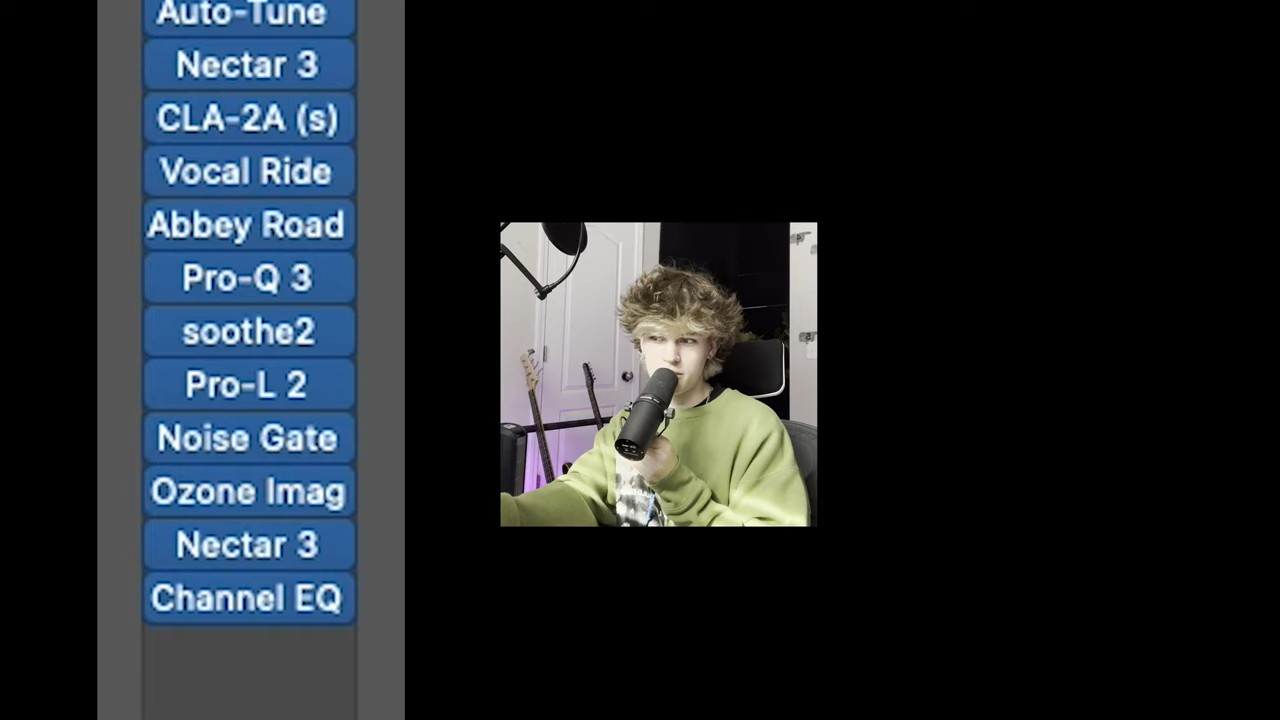 Auto-Tune
Nectar 3
CLA-2A (s)
Vocal Ride
Abbey Road
Pro-Q 3
soothe2
Pro-L 2
Noise Gate
Ozone Imag
Nectar 3
Channel EQ